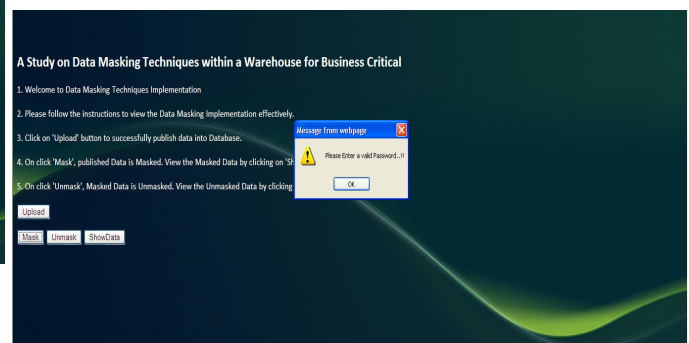 A Study on Data Masking Techniques within a Warehouse for Business Critical
1. Welcome to Data Masking Techniques Implementation
2. Please follow the instructions to view the Data Masking Implementation effectively.
3. Click on 'Upload' button to successfully publish data into Database.
4. On click 'Mask', published Data is Masked. View the Masked Data by clicking on 'Sh
5. On click 'Unmask', Masked Data is Unmasked. View the Unmasked Data by clicking
Message from webpage
Please Enter a valid Password..!!
OK
Upload
Mask Unmask ShowData